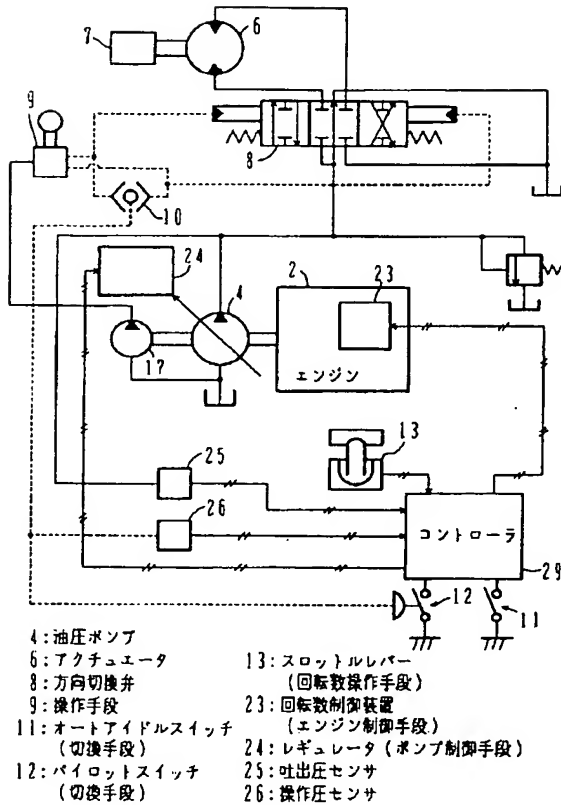 7
6
9
8
10
24
4
2
23
17
エンジン
13
25
26
コントローラ
29
12
11
4:油圧ポンプ
6:アクチュエータ
8:方向切換弁
9:操作手段
11:オートアイドルスイッチ
(切換手段)
12:パイロットスイッチ
(切換手段)
13:スロットルレバー
(回転数操作手段)
23:回転数制御装置
(エンジン制御手段)
24:レギュレータ(ポンプ制御手段)
25:吐出圧センサ
26:操作圧センサ